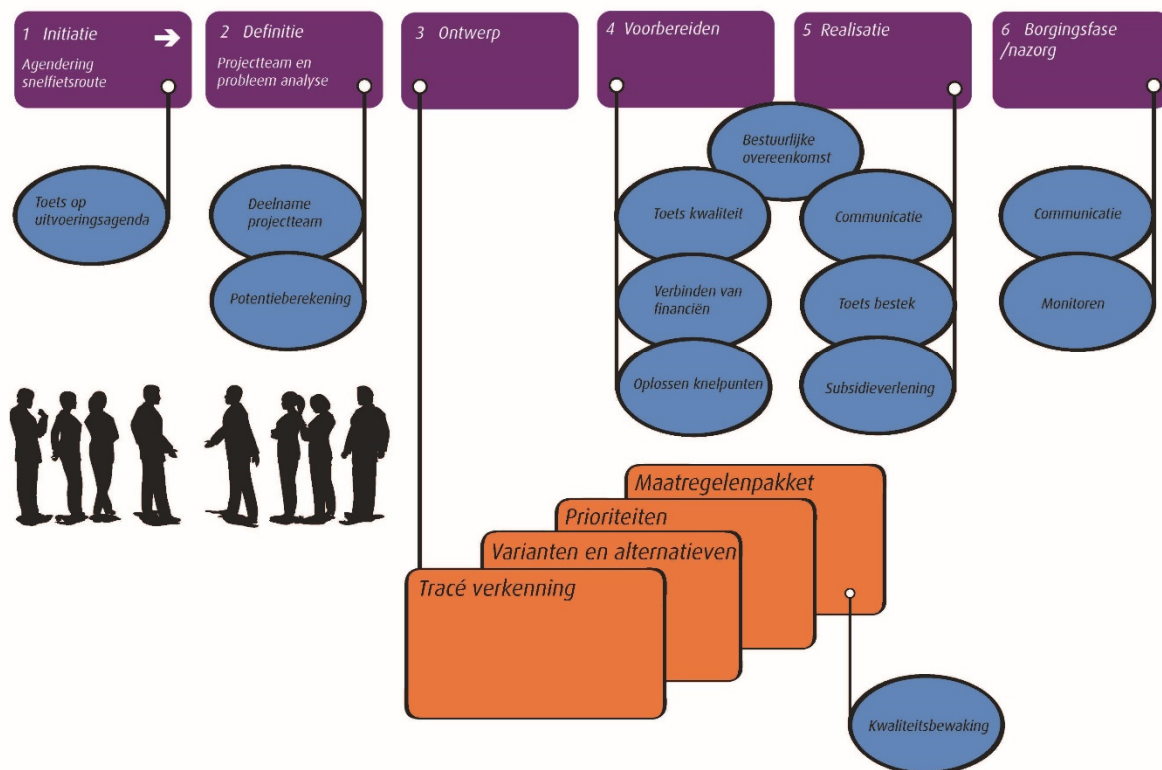 1 Initiatie
Agendering
snelfietsroute
2 Definitie
Projectteam en
probleem analyse
3 Ontwerp
4 Voorbereiden
5 Realisatie
6 Borgingsfase
/nazorg
Toets op
uitvoeringsagenda
Deelname
projectteam
Potentieberekening
Bestuurlijke
overeenkomst
Toets kwaliteit
Verbinden van
financiën
Oplossen knelpunten
Communicatie
Toets bestek
Subsidieverlening
Communicatie
Monitoren
Maatregelenpakket
Prioriteiten
Varianten en alternatieven
Tracé verkenning
Kwaliteitsbewaking